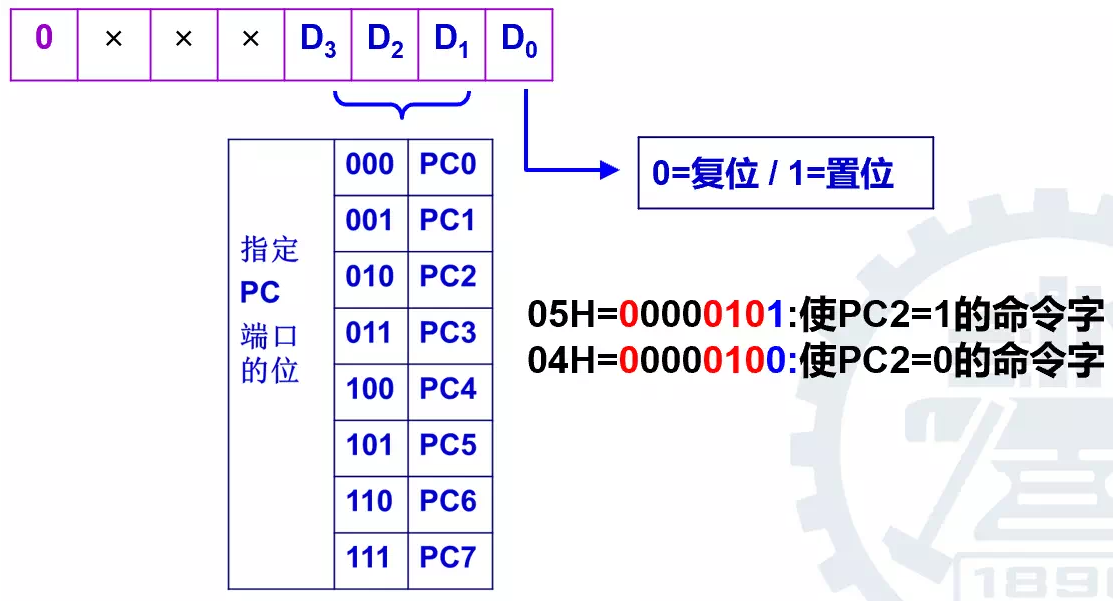 0 × × × D3 D2 D1 D0
0=复位 / 1=置位
指定
PC
端口
的位
000 PC0
001 PC1
010 PC2
011 PC3
100 PC4
101 PC5
110 PC6
111 PC7
05H=00000101:使PC2=1的命令字
04H=00000100:使PC2=0的命令字